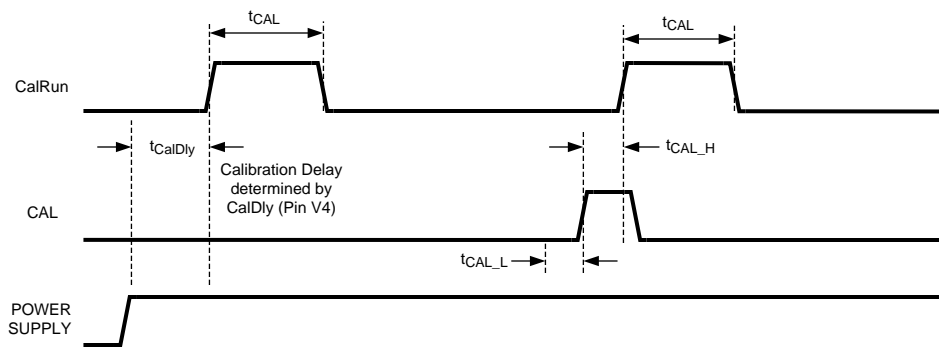 tCAL
tCAL
CalRun
tCalDly
tCAL_H
Calibration Delay
determined by
CalDly (Pin V4)
CAL
tCAL_L
POWER
SUPPLY